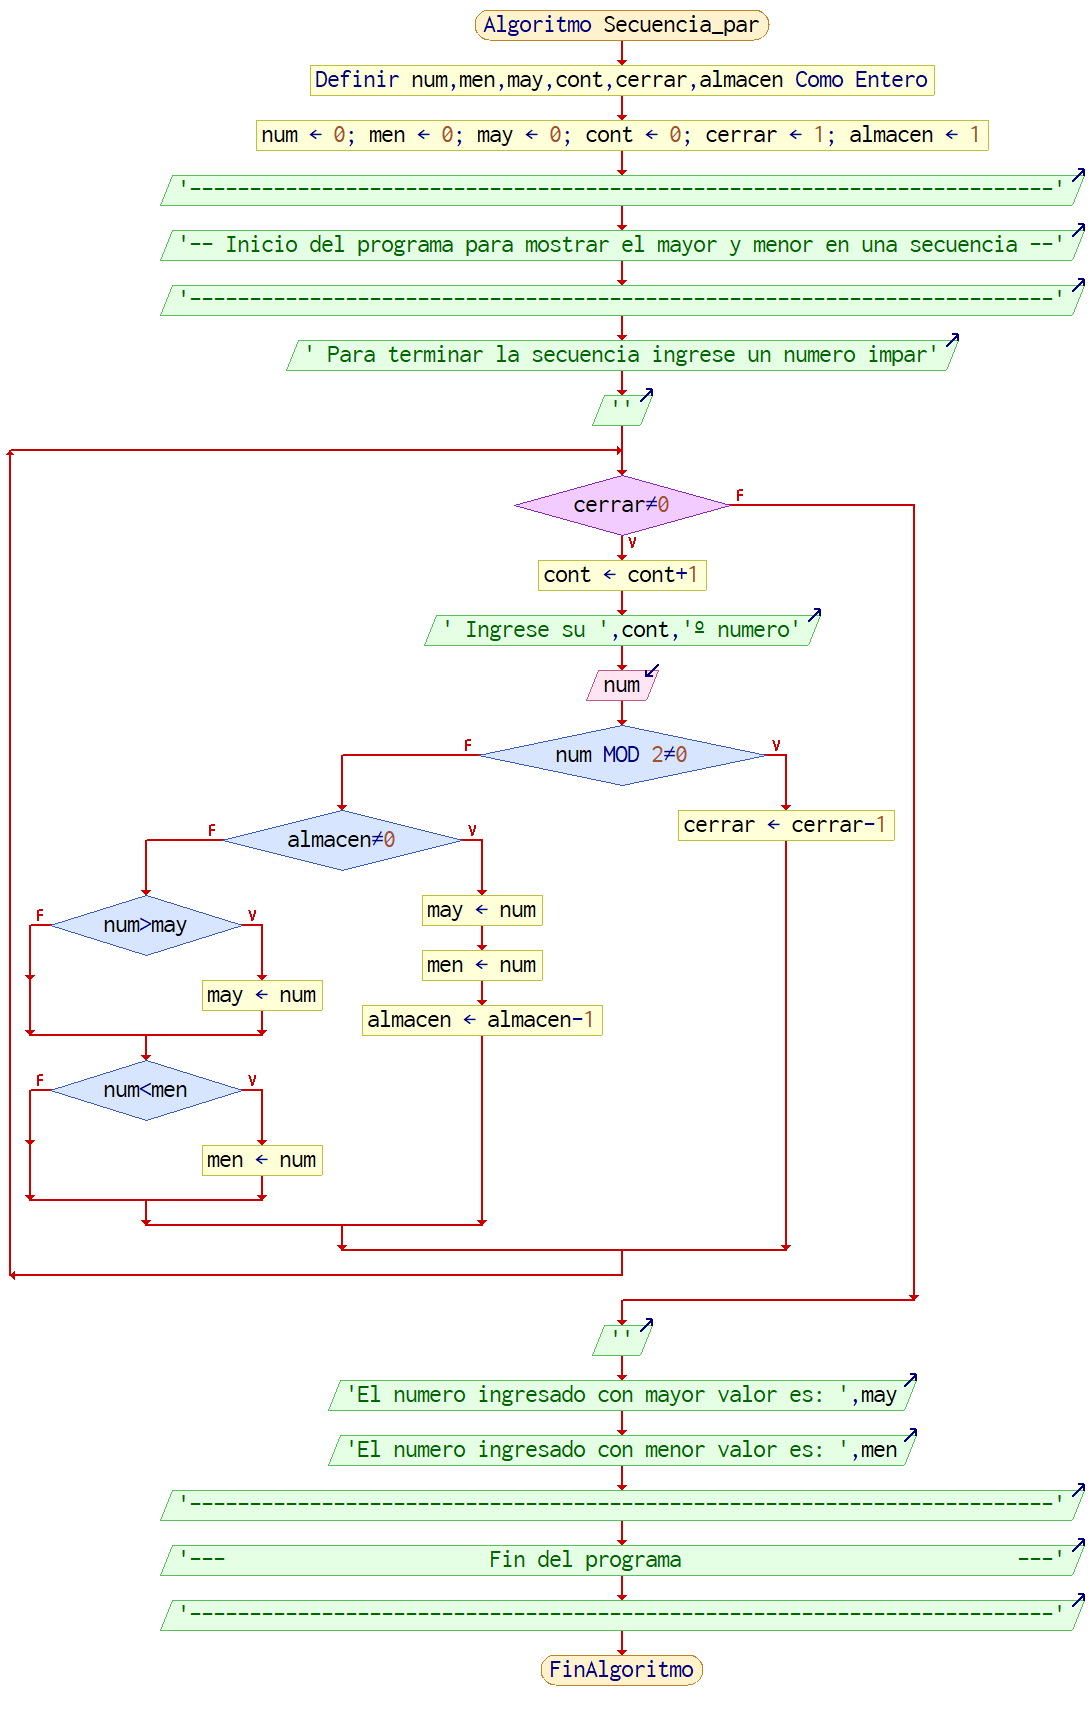 Algoritmo Secuencia_par
Definir num,men,may,cont,cerrar,almacen Como Entero
num ← 0; men ← 0; may ← 0; cont ← 0; cerrar ← 1; almacen ← 1
'------------------------------------------------------------------------'
'-- Inicio del programa para mostrar el mayor y menor en una secuencia --'
'------------------------------------------------------------------------'
' Para terminar la secuencia ingrese un numero impar'
''
cerrar≠0
F
V
cont ← cont+1
' Ingrese su ',cont,'º numero'
num
F
num MOD 2≠0
V
F
almacen≠0
V
cerrar ← cerrar-1
F
num>may
V
may ← num
men ← num
may ← num
almacen ← almacen-1
F
num<men
V
men ← num
''
'El numero ingresado con mayor valor es: ',may
'El numero ingresado con menor valor es: ',men
'------------------------------------------------------------------------'
'---                      Fin del programa                            ---'
'------------------------------------------------------------------------'
FinAlgoritmo